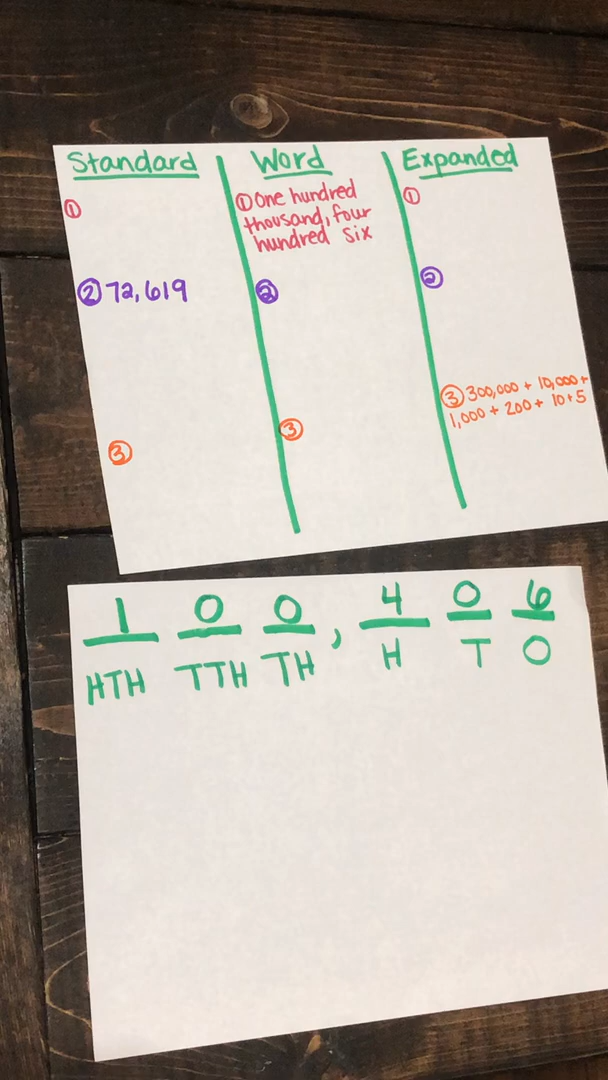 Standard
①
② 72,619
③
Word
① One hundred
thousand, four
hundred six
②
③
Expanded
①
②
③ 300,000 + 10,000 +
1,000 + 200 + 10 + 5
1 0 0 , 4 0 6
HTH TTH TH H T O